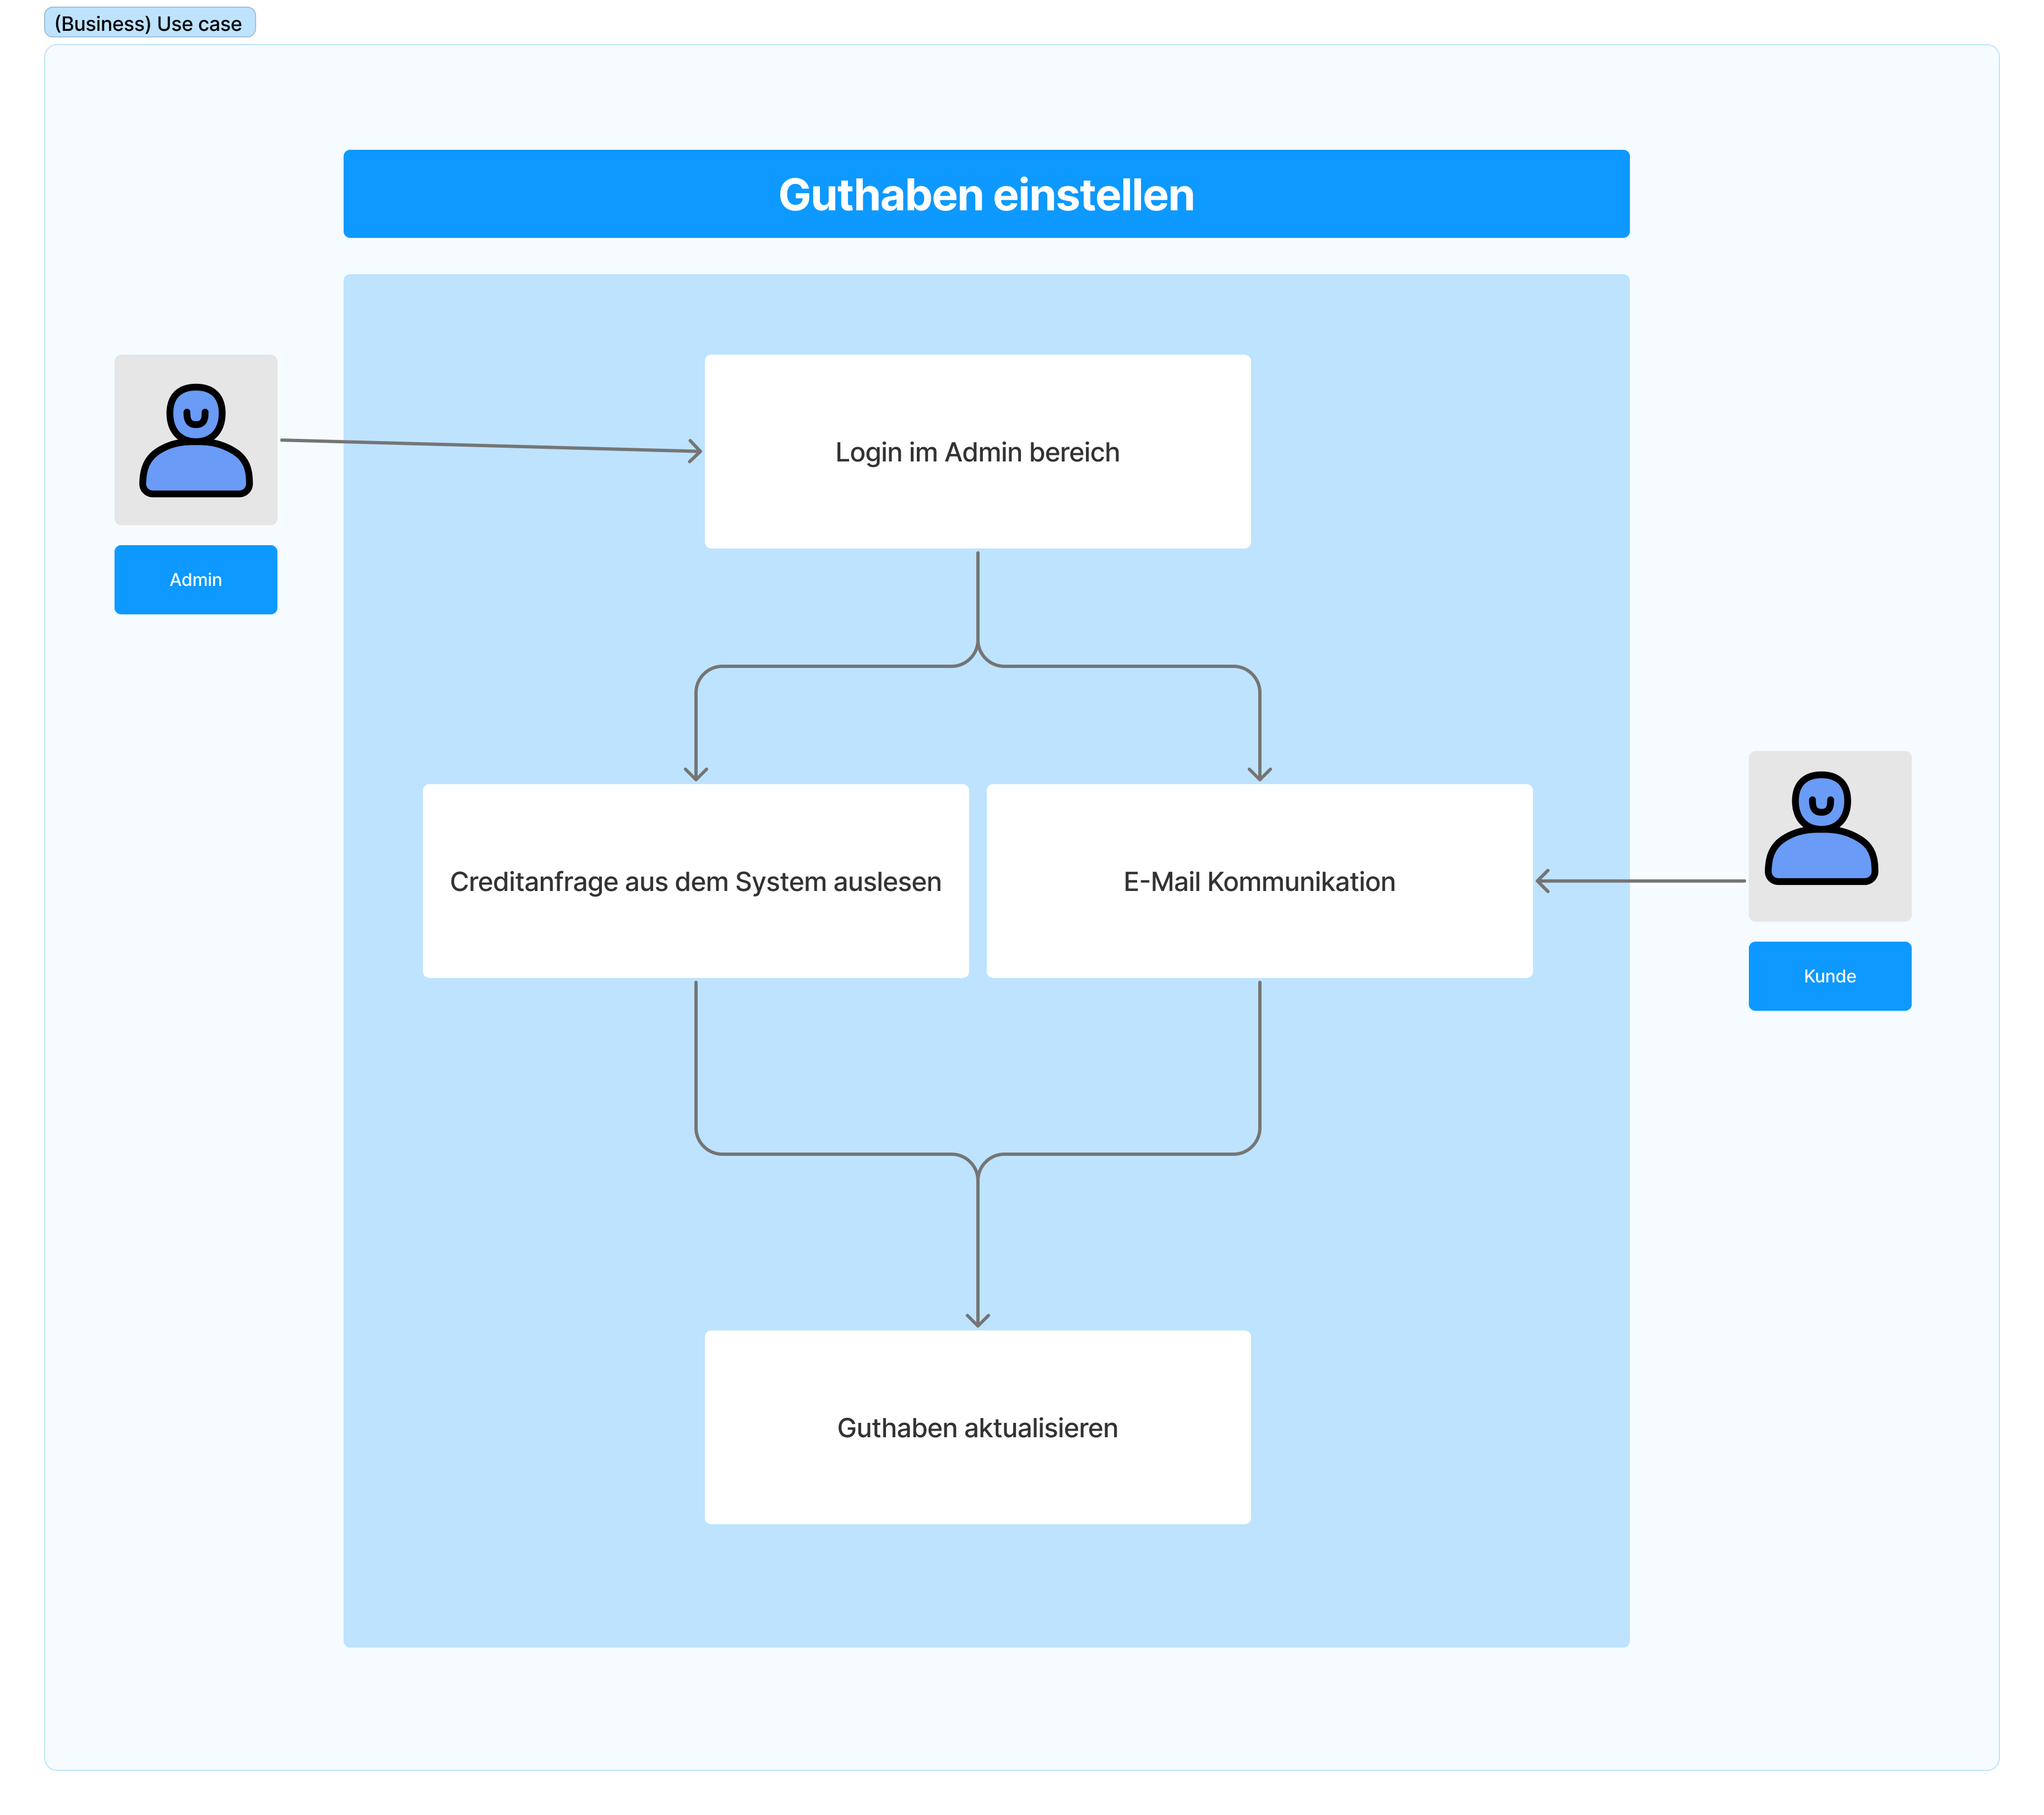 (Business) Use case
Guthaben einstellen
Login im Admin bereich
Admin
Creditanfrage aus dem System auslesen
E-Mail Kommunikation
Kunde
Guthaben aktualisieren